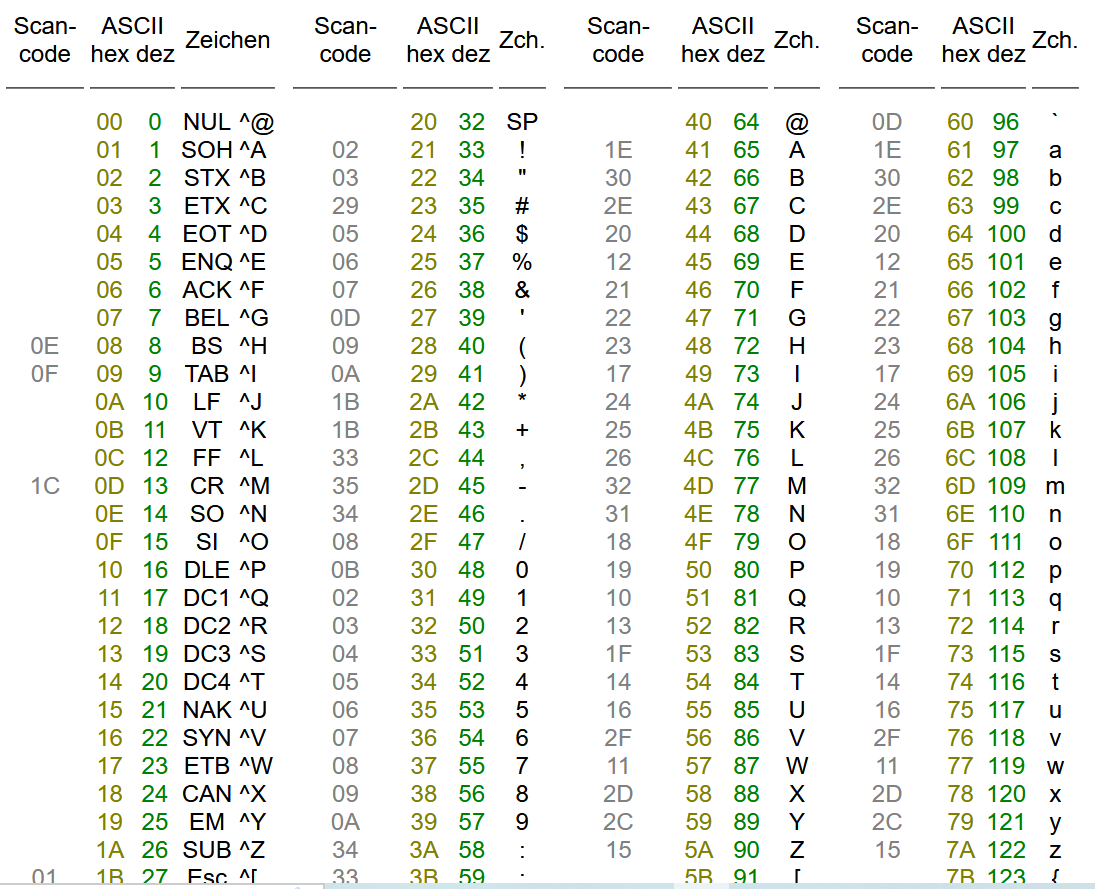 Scan- ASCII Scan- ASCII Scan- ASCII Scan- ASCII
code hex dez Zeichen code hex dez Zch. code hex dez Zch. code hex dez Zch.
00 0 NUL ^@ 20 32 SP 40 64 @ 0D 60 96 `
01 1 SOH ^A 02 21 33 ! 1E 41 65 A 1E 61 97 a
02 2 STX ^B 03 22 34 " 30 42 66 B 30 62 98 b
03 3 ETX ^C 29 23 35 # 2E 43 67 C 2E 63 99 c
04 4 EOT ^D 05 24 36 $ 20 44 68 D 20 64 100 d
05 5 ENQ ^E 06 25 37 % 12 45 69 E 12 65 101 e
06 6 ACK ^F 07 26 38 & 21 46 70 F 21 66 102 f
07 7 BEL ^G 0D 27 39 ' 22 47 71 G 22 67 103 g
0E 08 8 BS ^H 09 28 40 ( 23 48 72 H 23 68 104 h
0F 09 9 TAB ^I 0A 29 41 ) 17 49 73 I 17 69 105 i
0A 10 LF ^J 1B 2A 42 * 24 4A 74 J 24 6A 106 j
0B 11 VT ^K 1B 2B 43 + 25 4B 75 K 25 6B 107 k
0C 12 FF ^L 33 2C 44 , 26 4C 76 L 26 6C 108 l
1C 0D 13 CR ^M 35 2D 45 - 32 4D 77 M 32 6D 109 m
0E 14 SO ^N 34 2E 46 . 31 4E 78 N 31 6E 110 n
0F 15 SI ^O 08 2F 47 / 18 4F 79 O 18 6F 111 o
10 16 DLE ^P 0B 30 48 0 19 50 80 P 19 70 112 p
11 17 DC1 ^Q 02 31 49 1 10 51 81 Q 10 71 113 q
12 18 DC2 ^R 03 32 50 2 13 52 82 R 13 72 114 r
13 19 DC3 ^S 04 33 51 3 1F 53 83 S 1F 73 115 s
14 20 DC4 ^T 05 34 52 4 14 54 84 T 14 74 116 t
15 21 NAK ^U 06 35 53 5 16 55 85 U 16 75 117 u
16 22 SYN ^V 07 36 54 6 2F 56 86 V 2F 76 118 v
17 23 ETB ^W 08 37 55 7 11 57 87 W 11 77 119 w
18 24 CAN ^X 09 38 56 8 2D 58 88 X 2D 78 120 x
19 25 EM ^Y 0A 39 57 9 2C 59 89 Y 2C 79 121 y
1A 26 SUB ^Z 34 3A 58 : 15 5A 90 Z 15 7A 122 z
01 1B 27 Esc ^[ 33 3B 59 5B 91 [ 7B 123 {